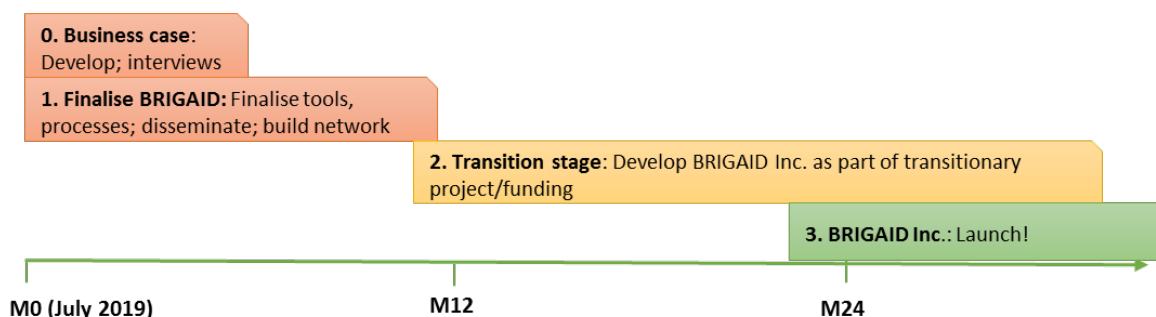 0. Business case:
Develop; interviews
1. Finalise BRIGAID: Finalise tools,
processes; disseminate; build network
2. Transition stage: Develop BRIGAID Inc. as part of transitionary
project/funding
3. BRIGAID Inc.: Launch!
M0 (July 2019)
M12
M24